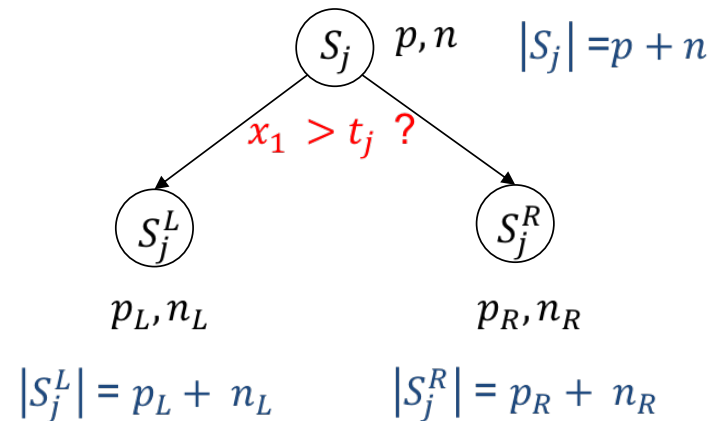 S_j p, n |S_j| =p + n
x_1 > t_j ?
S_j^L S_j^R
p_L, n_L p_R, n_R
|S_j^L| = p_L + n_L |S_j^R| = p_R + n_R